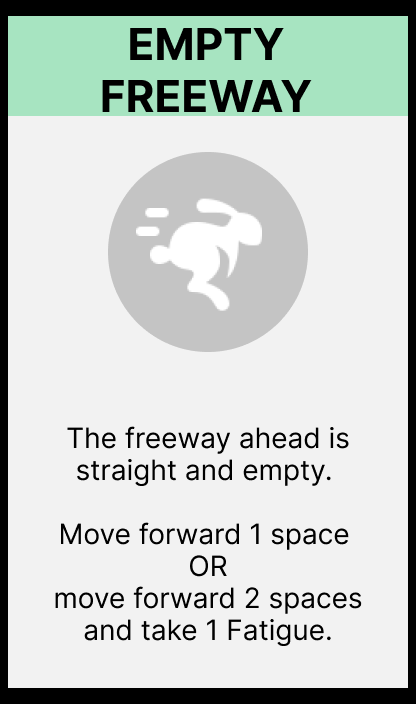 EMPTY
FREEWAY
The freeway ahead is
straight and empty.
Move forward 1 space
OR
move forward 2 spaces
and take 1 Fatigue.